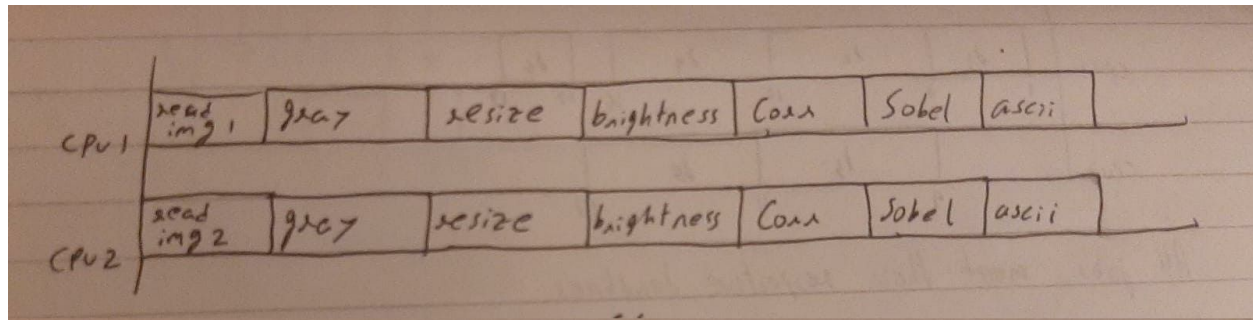 CPU 1
read
img 1
gray
resize
brightness
Corr
Sobel
ascii
CPU 2
read
img 2
gray
resize
brightness
Corr
Sobel
ascii